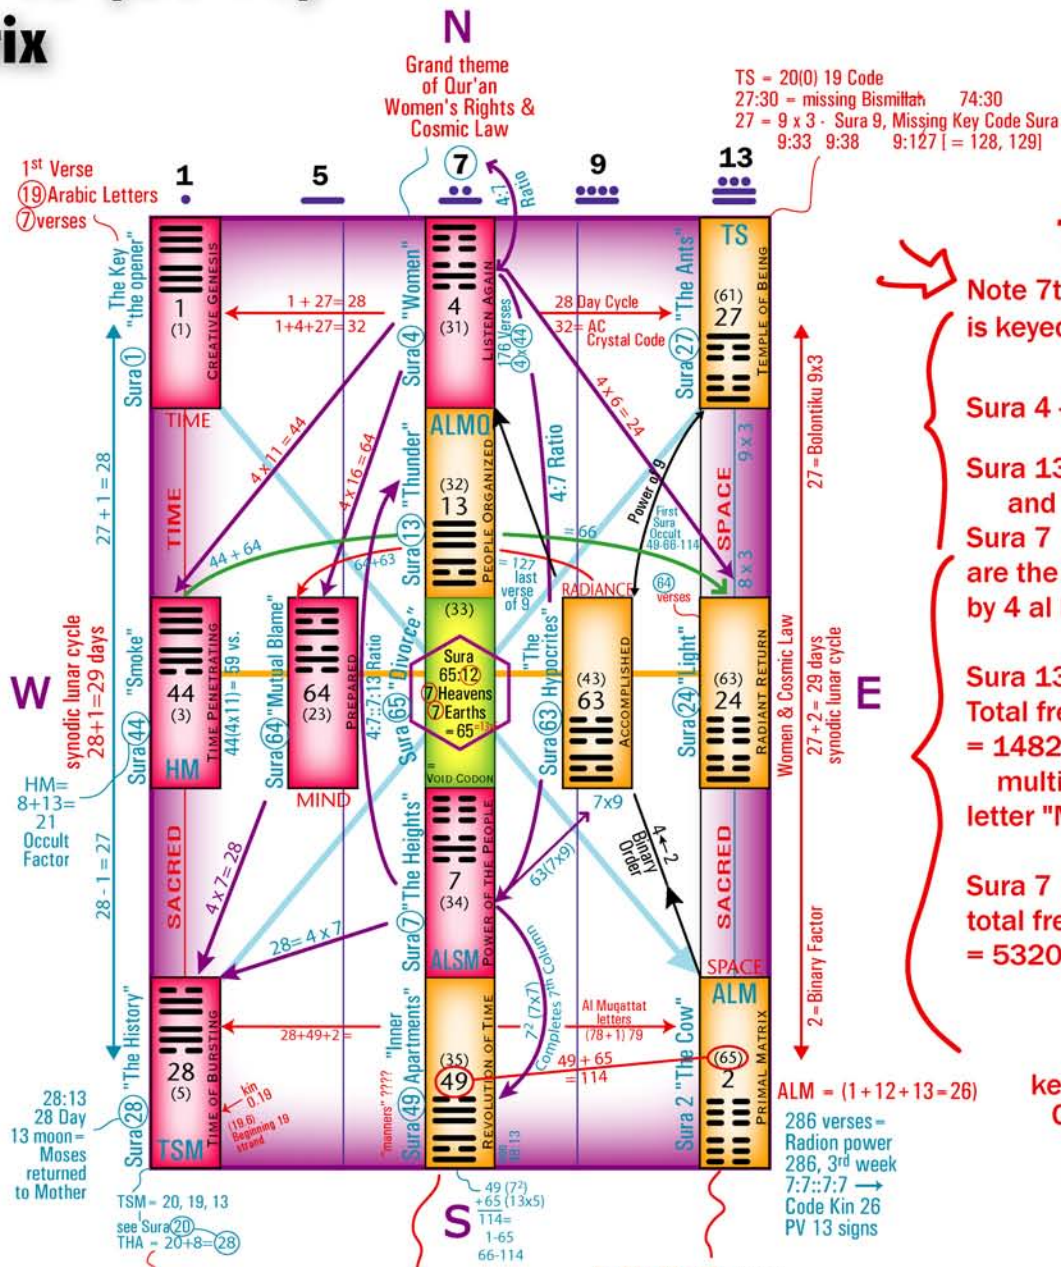 ix
N
Grand theme
of Qur'an
Women's Rights &
Cosmic Law
TS = 20(0) 19 Code
27:30 = missing Bismillah 74:30
27 = 9 x 3 - Sura 9, Missing Key Code Sura
9:33 9:38 9:127 [ = 128, 129]
1st Verse
19 Arabic Letters
7 verses
1
5
7
9
13
4:7
Ratio
The Key
"the opener"
Sura 1
1
(1)
CREATIVE GENESIS
TIME
1 + 27= 28
1+4+27= 32
Sura 4 "Women"
4
(31)
LISTEN AGAIN
176 Verses
4x44
28 Day Cycle
32= AC
Crystal Code
Sura 27 "The Ants"
TS
(61)
27
TEMPLE OF BEING
27 + 1 = 28
TIME
4 x 11 = 44
4 x 16 = 64
Sura 13 "Thunder"
ALMQ
(32)
13
PEOPLE ORGANIZED
4:7 Ratio
4 x 6 = 24
Power of 9
First
Sura
Occult
49-66-114
SPACE
9 x 3
8 x 3
27=Bolontiku 9x3
44 + 64
64+63
= 66
= 127
last
verse
of 9
RADIANCE
64
verses
W
synodic lunar cycle
28+1=29 days
Sura 44 "Smoke"
44
(3)
TIME PENETRATING
HM
44(4x11)= 59 vs.
Sura 64 "Mutual Blame"
64
(23)
PREPARED
MIND
4:7::7:13 Ratio
Sura 65 "Divorce"
(33)
Sura
65:12
7 Heavens
7 Earths
= 65
=
VOID CODON
Sura 63 "The Hypocrites"
(43)
63
ACCOMPLISHED
Sura 24 "Light"
(63)
24
RADIANT RETURN
Women & Cosmic Law
27+2= 29 days
synodic lunar cycle
E
HM=
8+13=
21
Occult
Factor
28 - 1 = 27
SACRED
4 x 7= 28
28= 4 x 7
Sura 7 "The Heights"
7
(34)
ALSM
POWER OF THE PEOPLE
7x9
63(7x9)
4←2
Binary
Order
SACRED
SPACE
2=Binary Factor
7² (7x7)
Completes 7th Column
Sura 28 "The History"
28
(5)
TSM
TIME OF BURSTING
kin
0.19
(19.6)
Beginning 19
strand
28+49+2=
"manners" ????
Sura 49 "Inner Apartments"
(35)
49
REVOLUTION OF TIME
Al Muqattat
letters
(78+1) 79
49 + 65
= 114
Sura 2 "The Cow"
ALM
(65)
2
PRIMAL MATRIX
28:13
28 Day
13 moon=
Moses
returned
to Mother
TSM= 20, 19, 13
see Sura 20
THA = 20+8=28
S
49 (7²)
+65 (13x5)
114=
1-65
66-114
ALM = (1+12+13=26)
286 verses=
Radion power
286, 3rd week
7:7::7:7 →
Code Kin 26
PV 13 signs
Note 7t
is keyed
Sura 4
Sura 13
and
Sura 7
are the
by 4 al
Sura 13
Total fre
= 1482
multi
letter "M
Sura 7
total fre
= 5320
ke